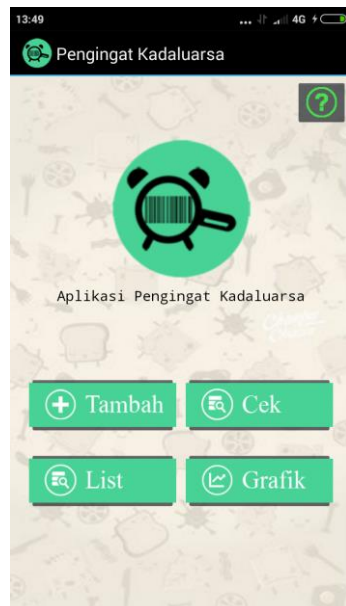 13:49
... 4G
Pengingat Kadaluarsa
?
Aplikasi Pengingat Kadaluarsa
Tambah
Cek
List
Grafik